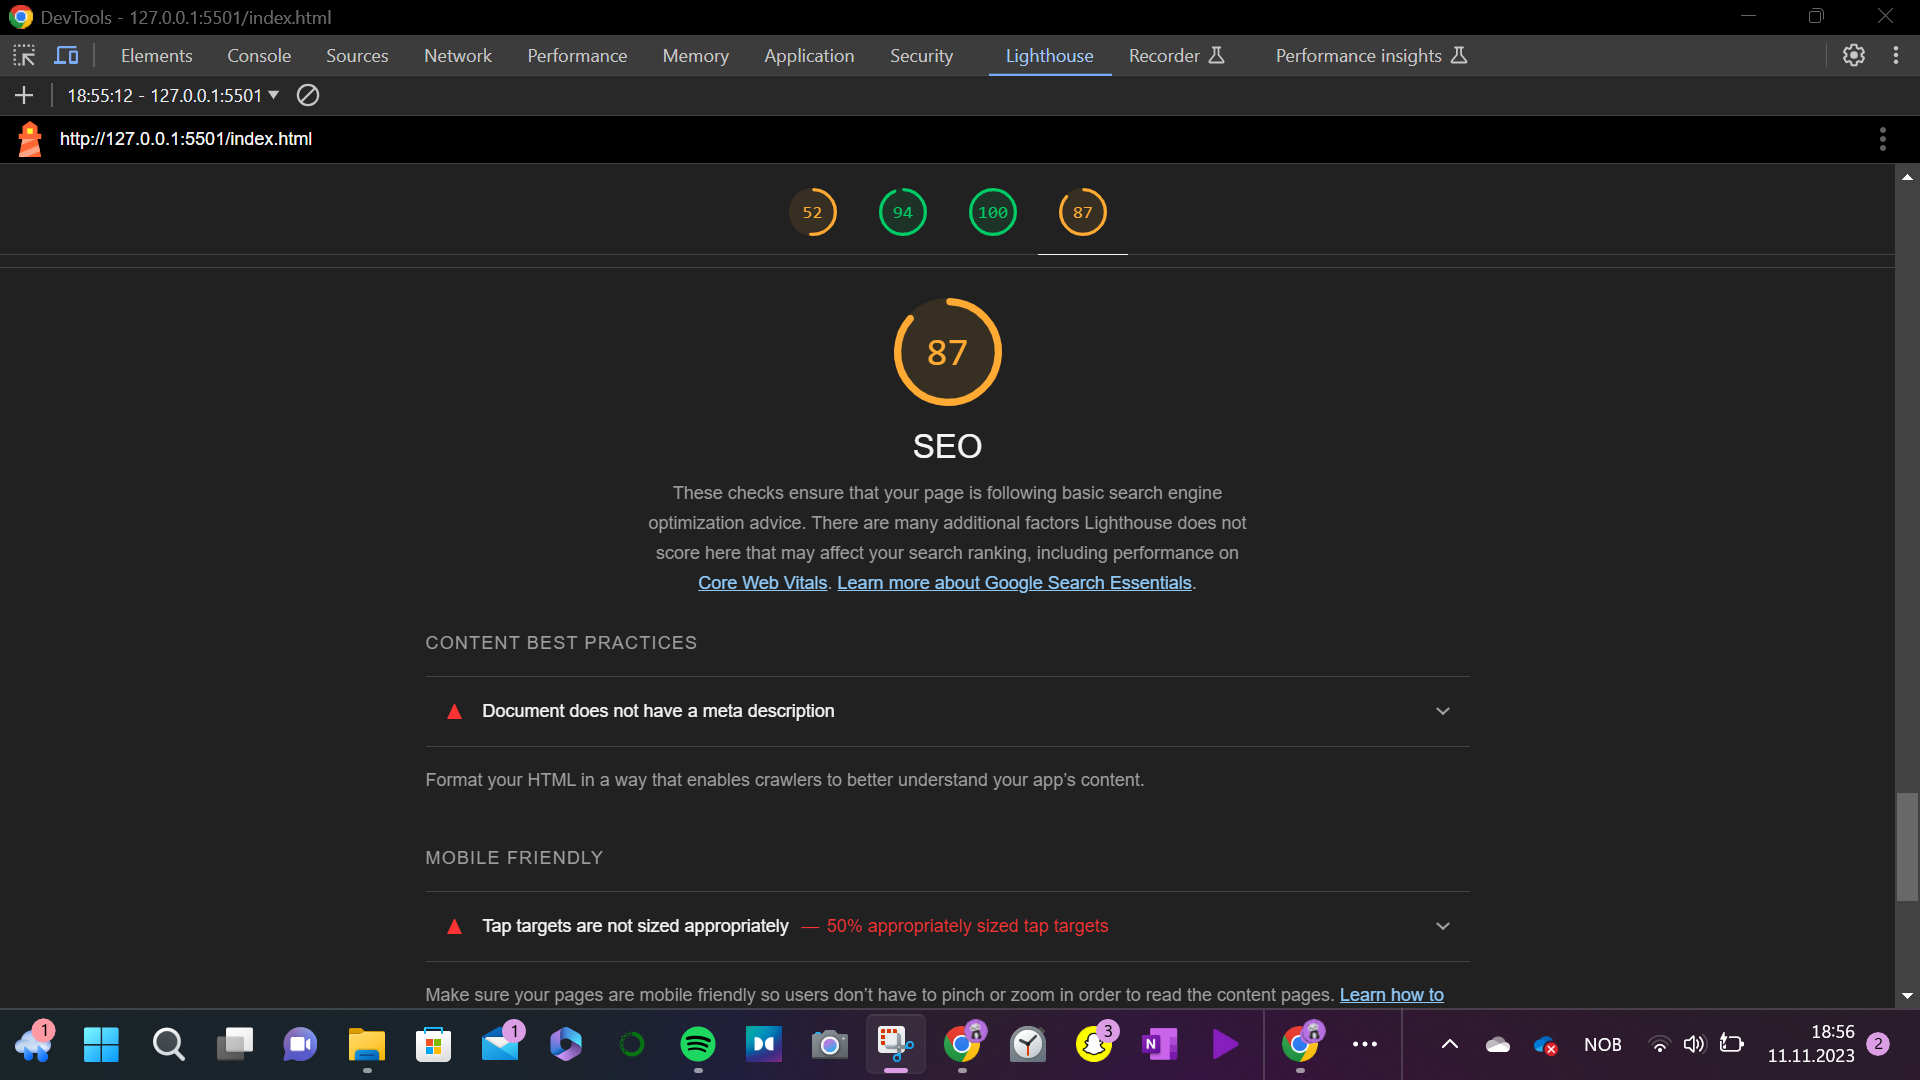 DevTools - 127.0.0.1:5501/index.html
Elements Console Sources Network Performance Memory Application Security Lighthouse Recorder Performance insights
18:55:12 - 127.0.0.1:5501
http://127.0.0.1:5501/index.html
52 94 100 87
87
SEO
These checks ensure that your page is following basic search engine
optimization advice. There are many additional factors Lighthouse does not
score here that may affect your search ranking, including performance on
Core Web Vitals. Learn more about Google Search Essentials.
CONTENT BEST PRACTICES
Document does not have a meta description
Format your HTML in a way that enables crawlers to better understand your app’s content.
MOBILE FRIENDLY
Tap targets are not sized appropriately — 50% appropriately sized tap targets
Make sure your pages are mobile friendly so users don’t have to pinch or zoom in order to read the content pages. Learn how to
1 1 3 N NOB 18:56 2
11.11.2023